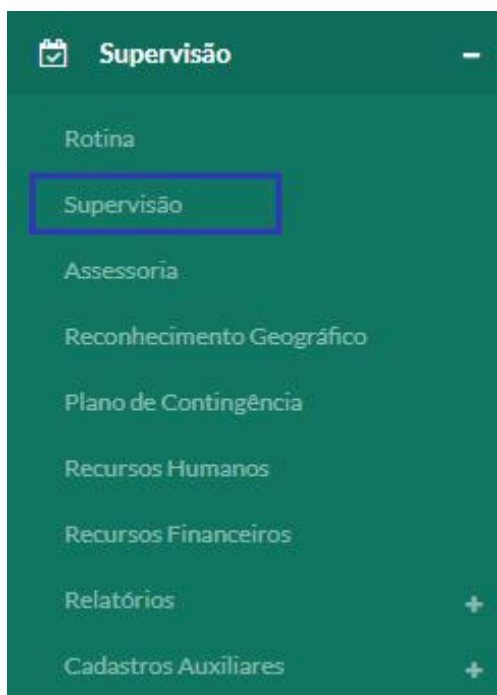 Supervisão
Rotina
Supervisão
Assessoria
Reconhecimento Geográfico
Plano de Contingência
Recursos Humanos
Recursos Financeiros
Relatórios
Cadastros Auxiliares